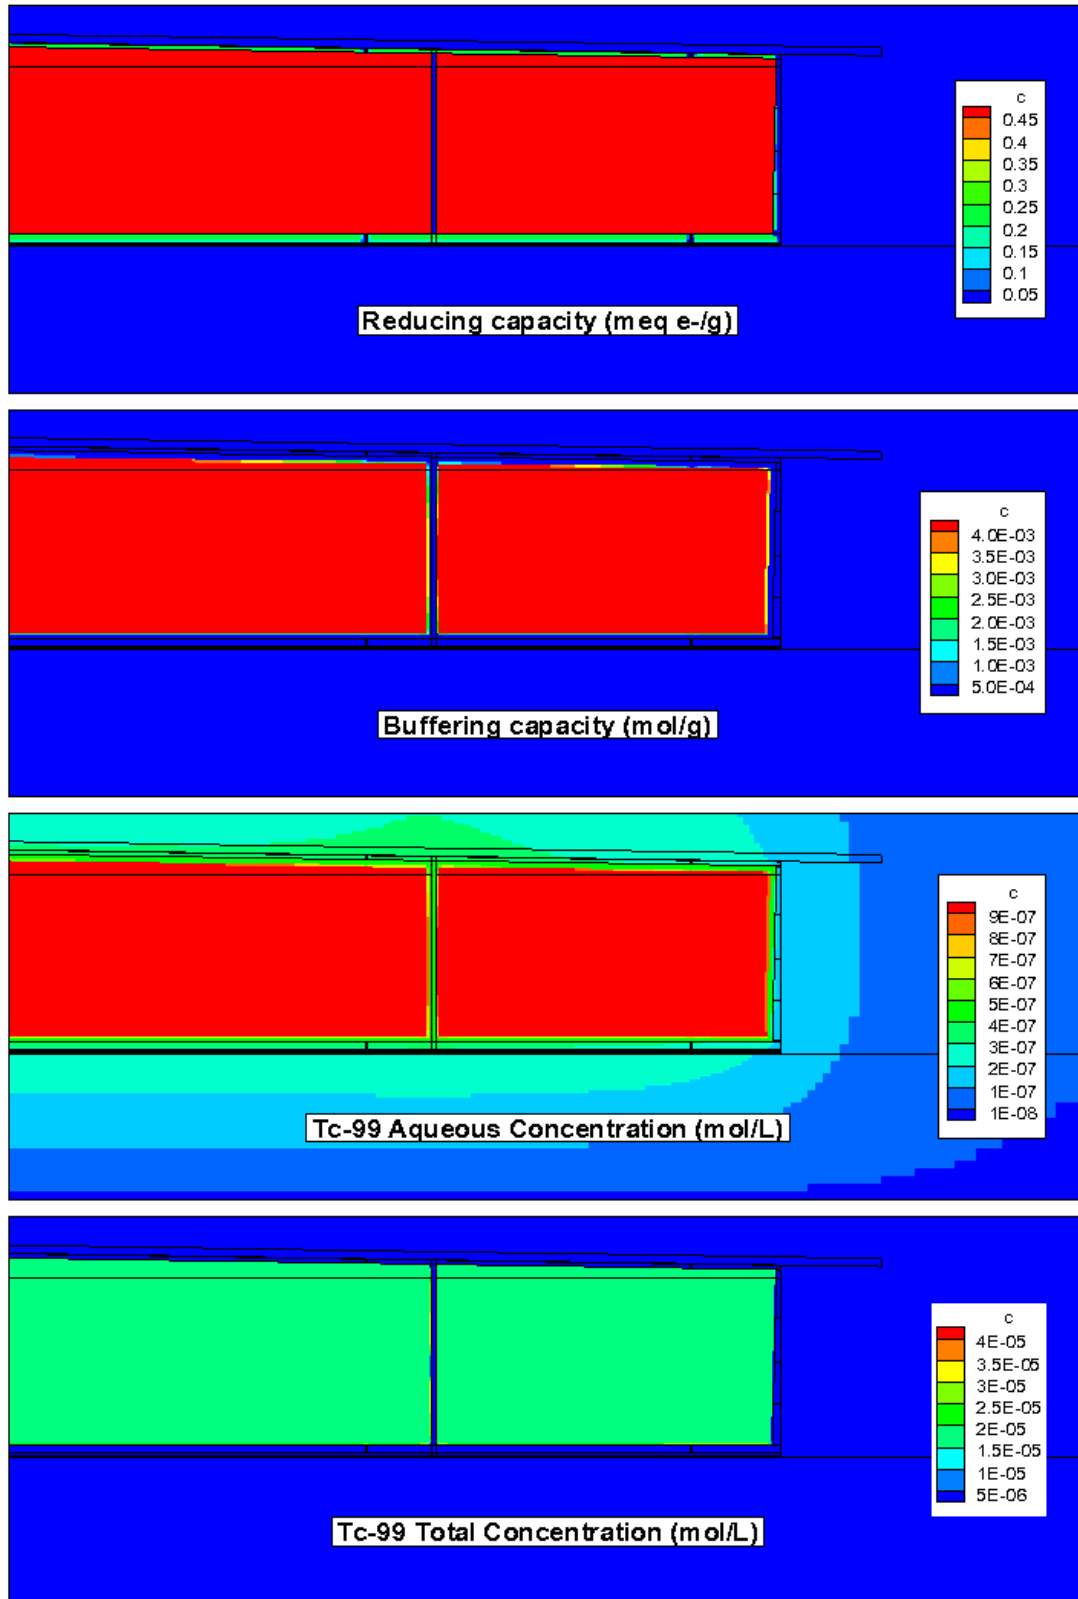 c
0.45
0.4
0.35
0.3
0.25
0.2
0.15
0.1
0.05
Reducing capacity (meq e-/g)
c
4.0E-03
3.5E-03
3.0E-03
2.5E-03
2.0E-03
1.5E-03
1.0E-03
5.0E-04
Buffering capacity (mol/g)
c
9E-07
8E-07
7E-07
6E-07
5E-07
4E-07
3E-07
2E-07
1E-07
1E-08
Tc-99 Aqueous Concentration (mol/L)
c
4E-05
3.5E-05
3E-05
2.5E-05
2E-05
1.5E-05
1E-05
5E-06
Tc-99 Total Concentration (mol/L)